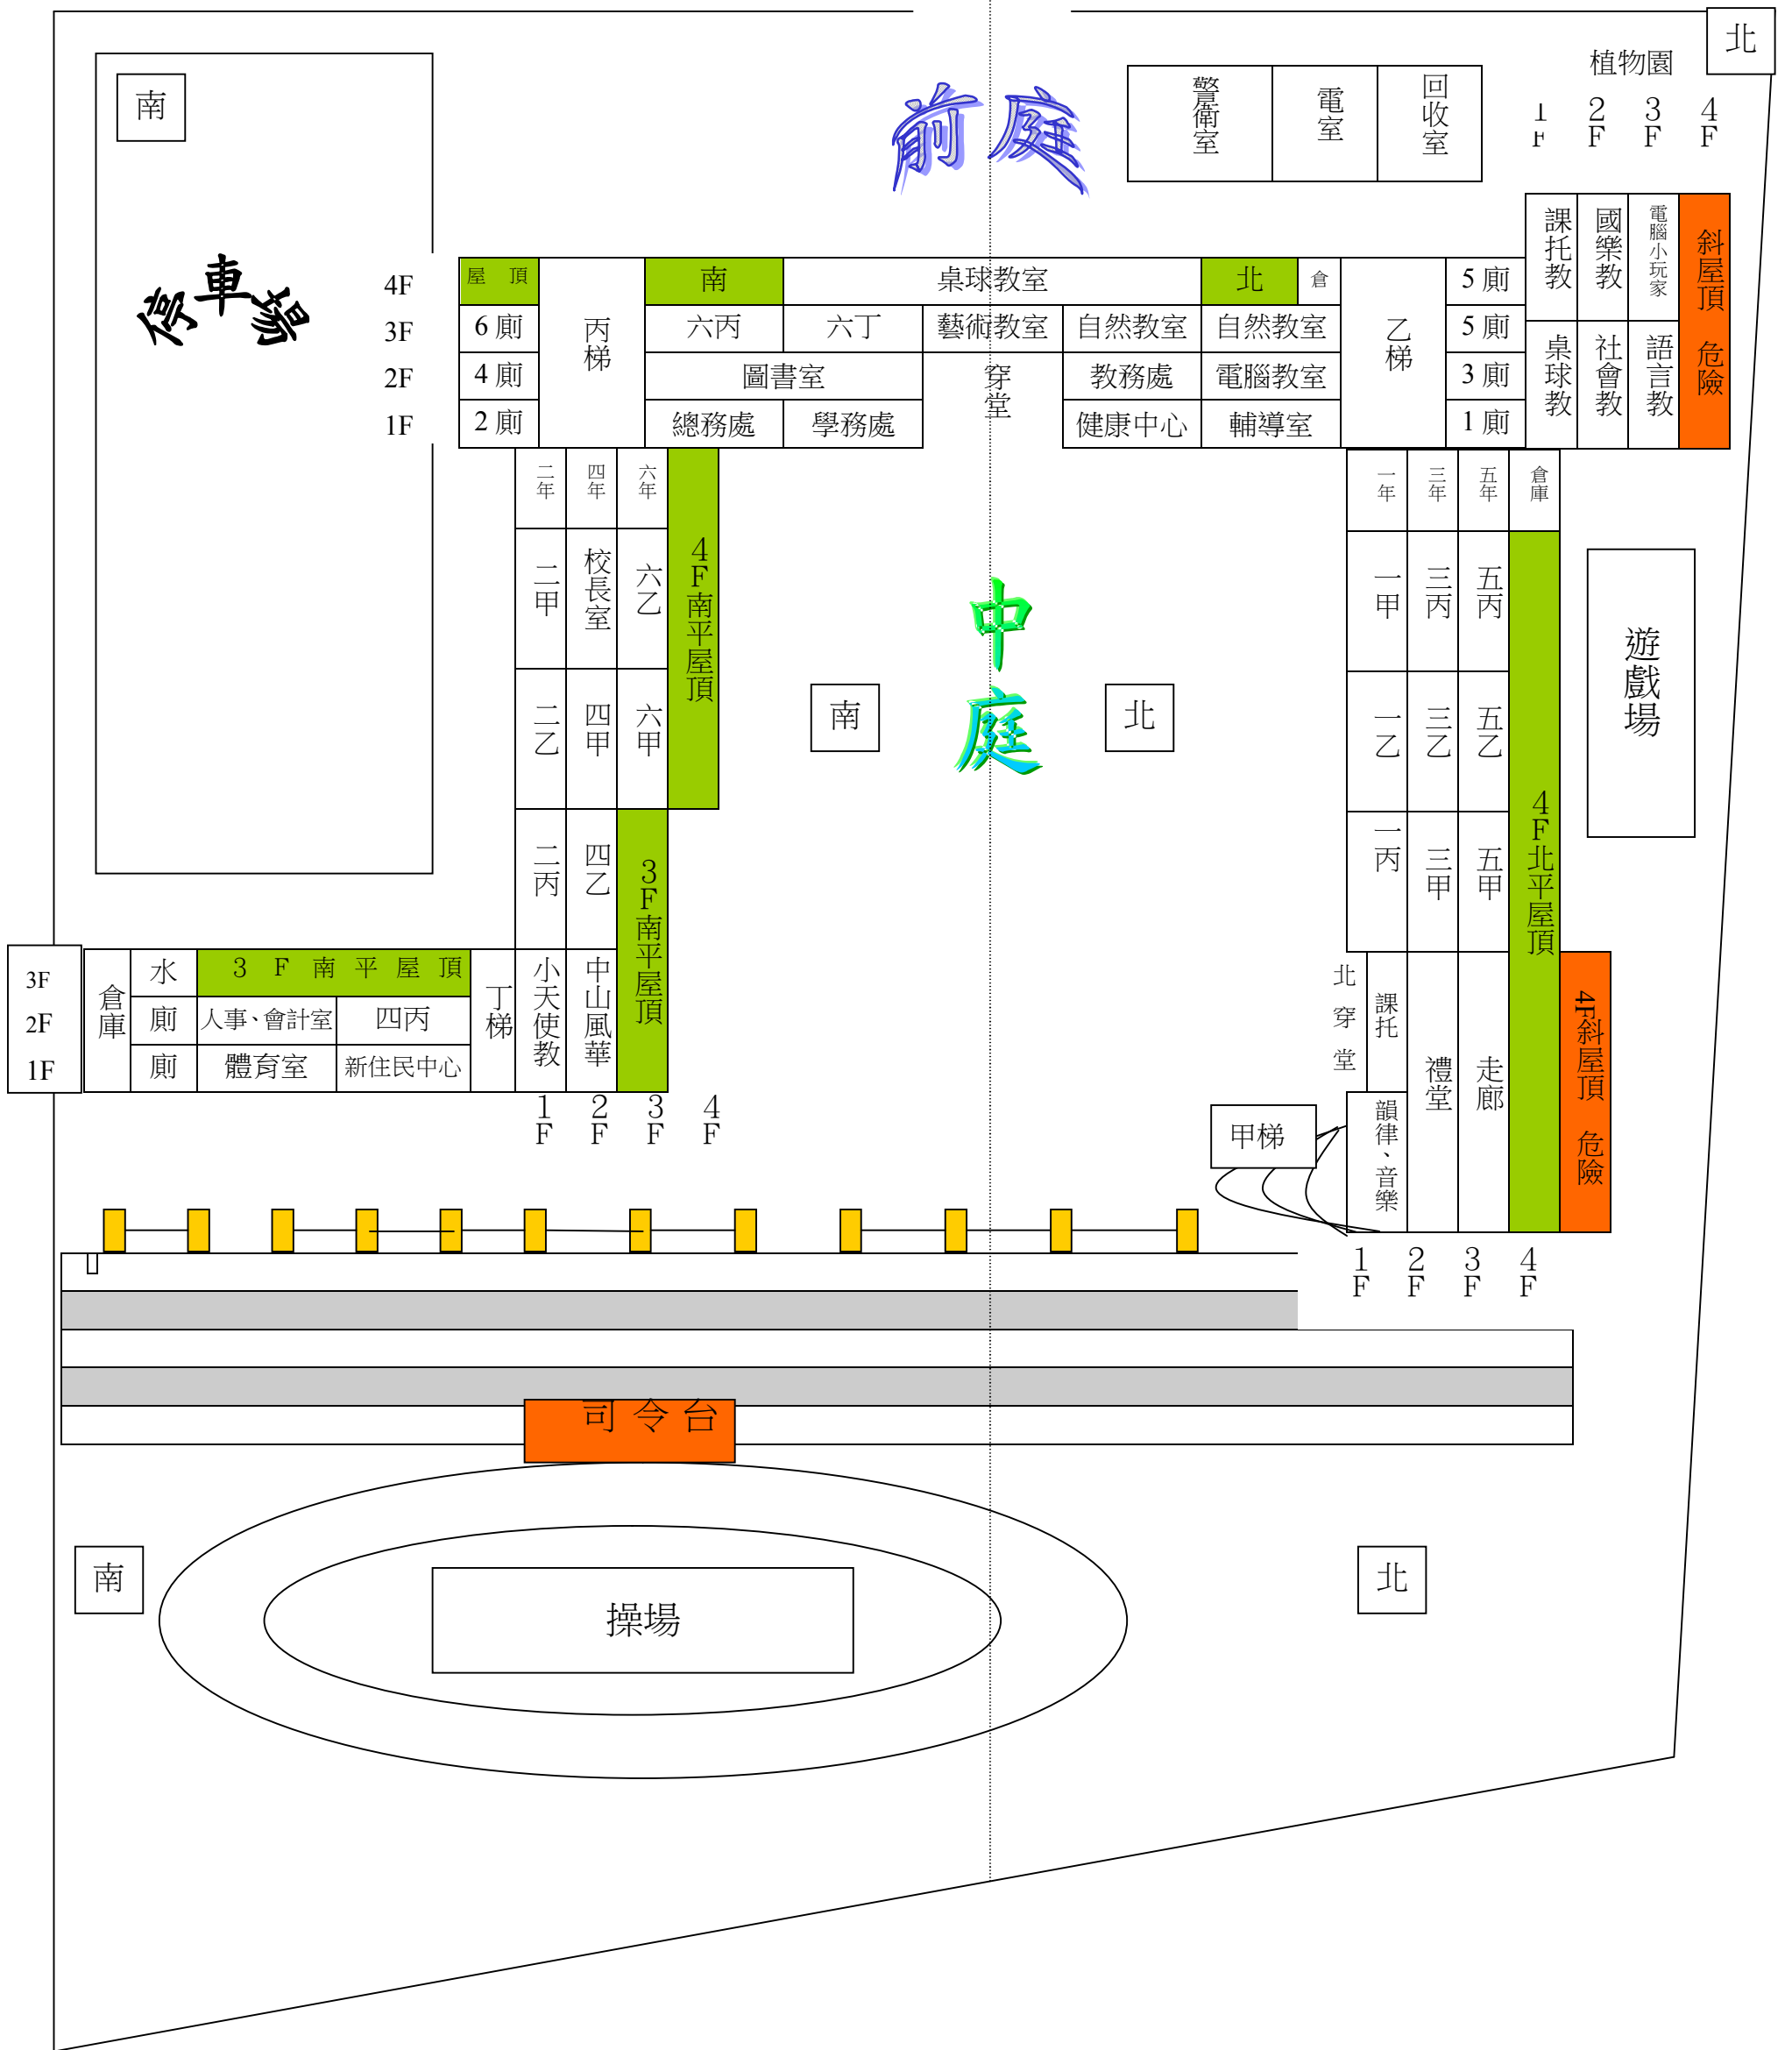 北
植物園
南
前庭
警衛室
電室
回收室
1F
2F
3F
4F
停車場
課托教
國樂教
電腦小玩家
斜屋頂 危險
桌球教
社會教
語言教
4F
屋 頂
丙梯
南
桌球教室
北
倉
乙梯
5 廁
3F
6 廁
六丙
六丁
藝術教室
自然教室
自然教室
5 廁
2F
4 廁
圖書室
穿堂
教務處
電腦教室
3 廁
1F
2 廁
總務處
學務處
健康中心
輔導室
1 廁
二年
四年
六年
4F南平屋頂
二甲
校長室
六乙
二乙
四甲
六甲
二丙
四乙
3F南平屋頂
中庭
南
北
一年
三年
五年
倉庫
一甲
三丙
五丙
4F北平屋頂
一乙
三乙
五乙
一丙
三甲
五甲
遊戲場
3F
2F
1F
倉庫
水
3 F 南 平 屋 頂
廁
人事、會計室
四丙
廁
體育室
新住民中心
丁梯
小天使教
中山風華
1F
2F
3F
4F
北穿堂
課托
禮堂
走廊
4F斜屋頂 危險
甲梯
韻律、音樂
1F
2F
3F
4F
司令台
南
北
操場